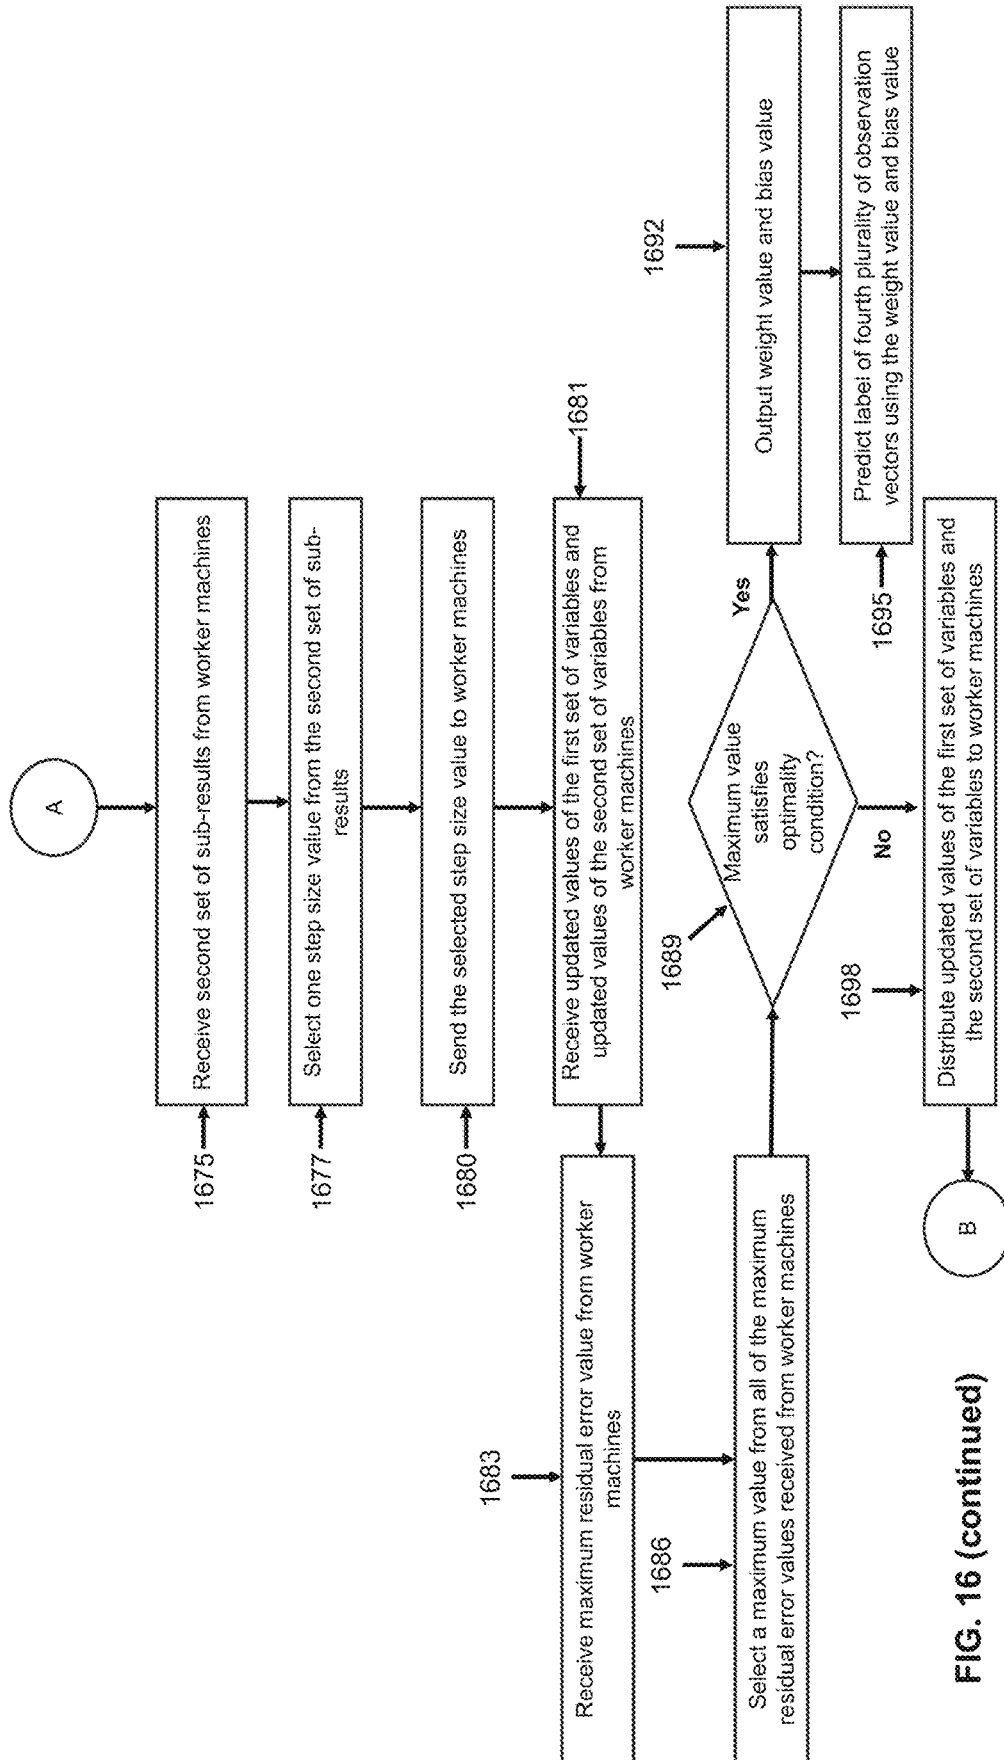 A
1675
Receive second set of sub-results from worker machines
1677
Select one step size value from the second set of sub-
results
1680
Send the selected step size value to worker machines
1681
Receive updated values of the first set of variables and
updated values of the second set of variables from
worker machines
1683
Receive maximum residual error value from worker
machines
1686
Select a maximum value from all of the maximum
residual error values received from worker machines
1689
Maximum value
satisfies
optimality
condition?
Yes
No
1692
Output weight value and bias value
1695
Predict label of fourth plurality of observation
vectors using the weight value and bias value
1698
Distribute updated values of the first set of variables and
the second set of variables to worker machines
B
FIG. 16 (continued)